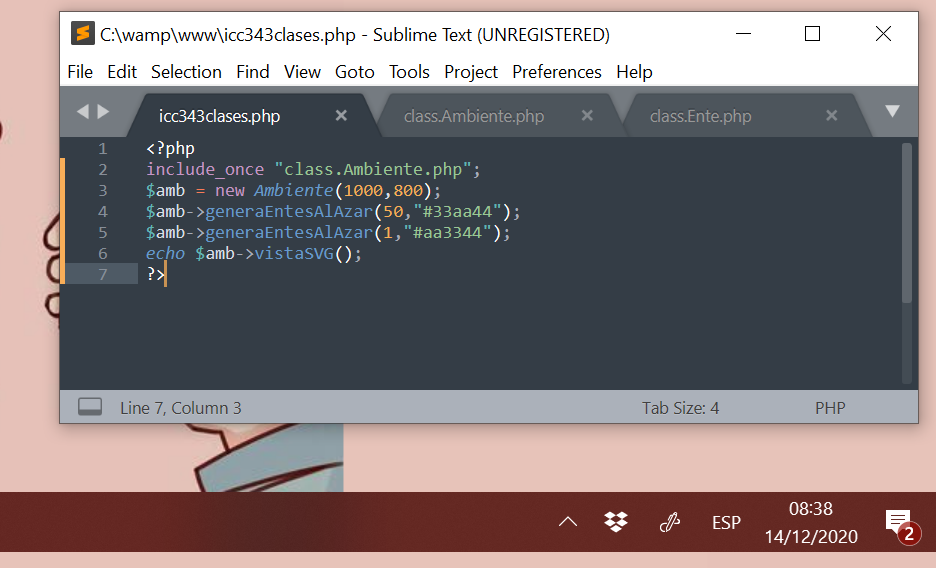 C:\wamp\www\icc343clases.php - Sublime Text (UNREGISTERED)
File Edit Selection Find View Goto Tools Project Preferences Help
icc343clases.php class.Ambiente.php class.Ente.php
1 <?php
2 include_once "class.Ambiente.php";
3 $amb = new Ambiente(1000,800);
4 $amb->generaEntesAlAzar(50,"#33aa44");
5 $amb->generaEntesAlAzar(1,"#aa3344");
6 echo $amb->vistaSVG();
7 ?>
Line 7, Column 3 Tab Size: 4 PHP
ESP
08:38
14/12/2020
2